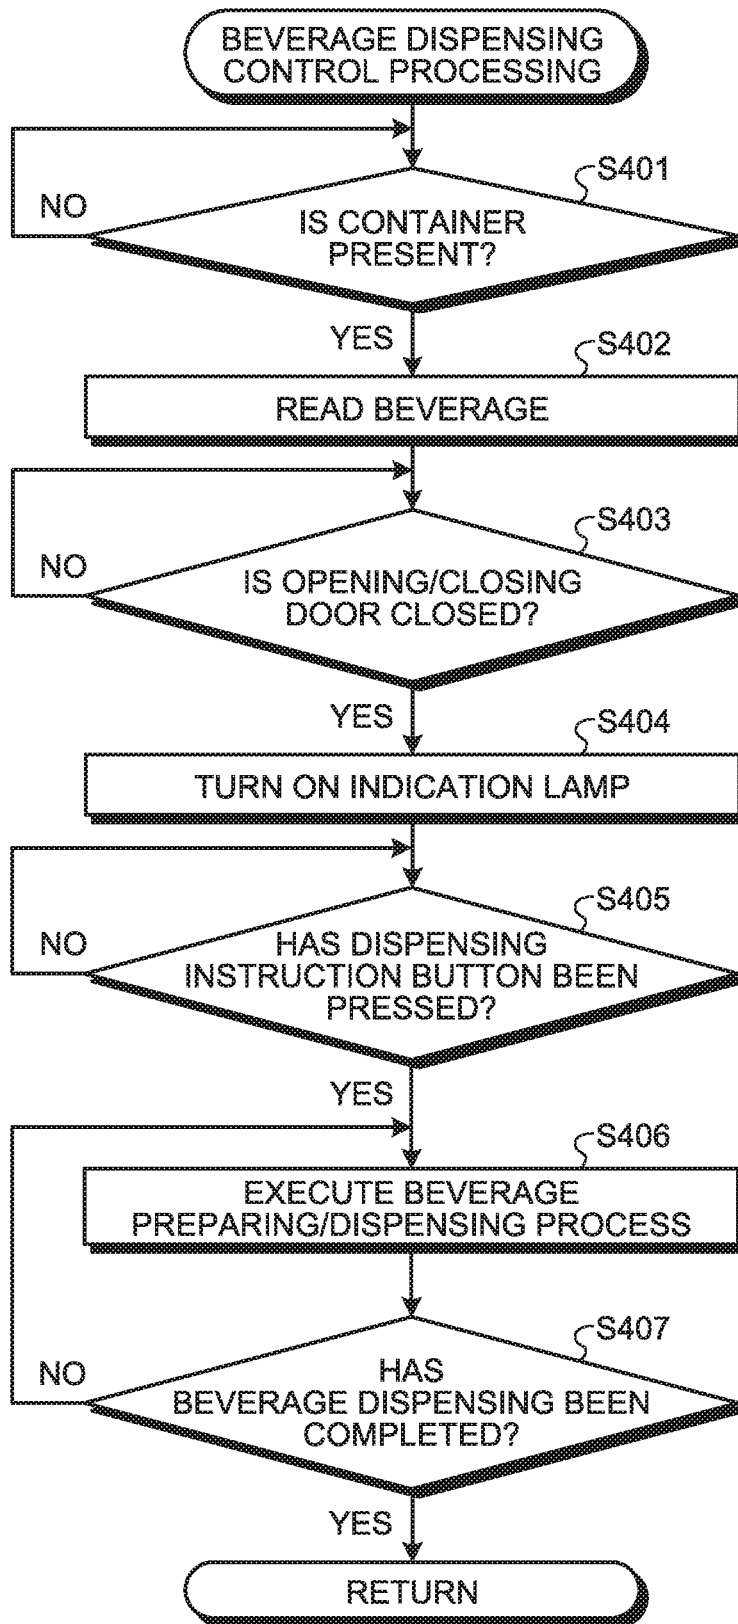 BEVERAGE DISPENSING
CONTROL PROCESSING
S401
NO
IS CONTAINER
PRESENT?
YES
S402
READ BEVERAGE
S403
NO
IS OPENING/CLOSING
DOOR CLOSED?
YES
S404
TURN ON INDICATION LAMP
S405
NO
HAS DISPENSING
INSTRUCTION BUTTON BEEN
PRESSED?
YES
S406
EXECUTE BEVERAGE
PREPARING/DISPENSING PROCESS
S407
NO
HAS
BEVERAGE DISPENSING BEEN
COMPLETED?
YES
RETURN